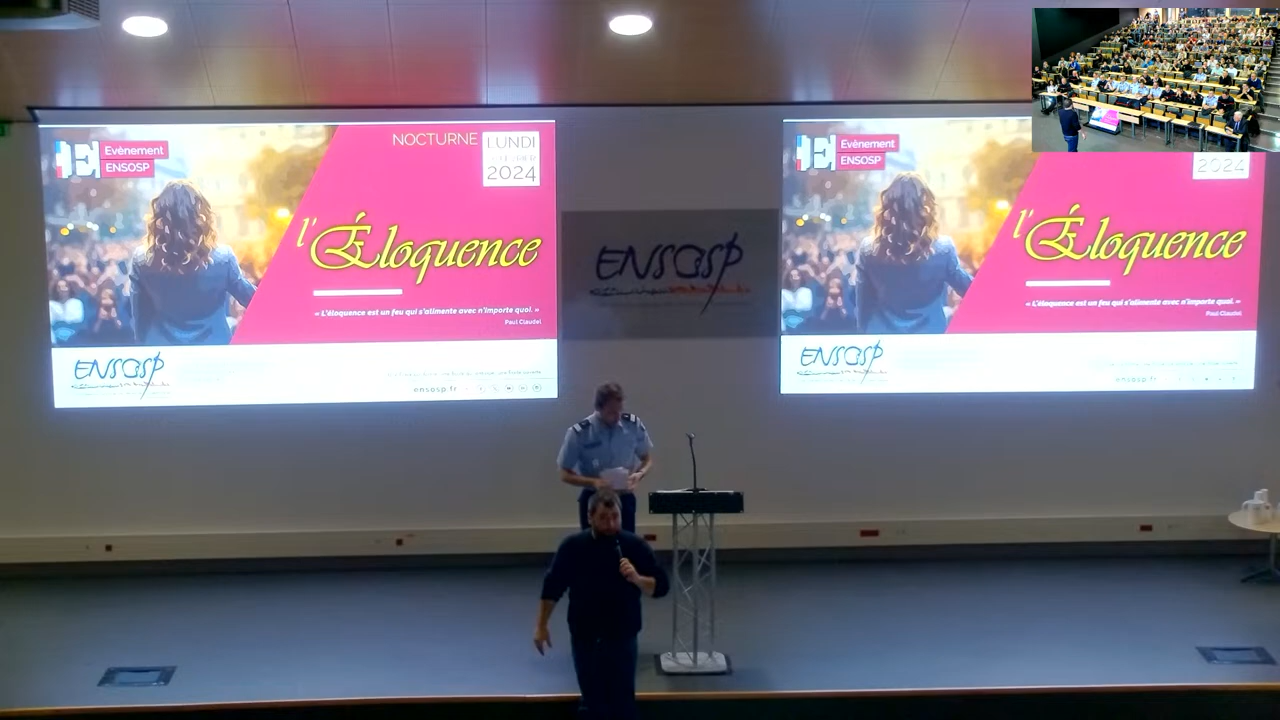 Evènement
ENSOSP
NOCTURNE
LUNDI
2024
l'Éloquence
« L'éloquence est un feu qui s'alimente avec n'importe quoi. »
Paul Claudel
ENSOSP
ensosp.fr
ENSOSP
Evènement
ENSOSP
2024
l'Éloquence
« L'éloquence est un feu qui s'alimente avec n'importe quoi. »
Paul Claudel
ENSOSP
ensosp.fr